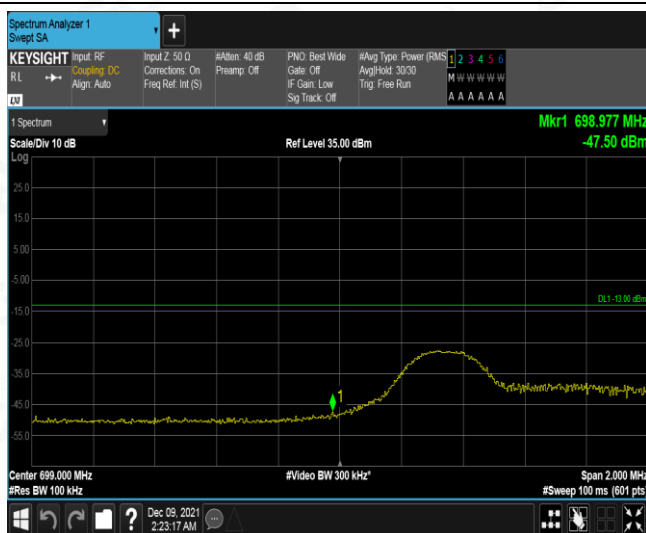 Spectrum Analyzer 1
Swept SA
+
KEYSIGHT
RL
LXI
Input: RF
Coupling: DC
Align: Auto
Input Z: 50 Ω
Corrections: On
Freq Ref: Int (S)
#Atten: 40 dB
Preamp: Off
PNO: Best Wide
Gate: Off
IF Gain: Low
Sig Track: Off
#Avg Type: Power (RMS
Avg|Hold: 30/30
Trig: Free Run
1 2 3 4 5 6
M W W W W W
A A A A A A
1 Spectrum
Mkr1 698.977 MHz
Scale/Div 10 dB
Ref Level 35.00 dBm
-47.50 dBm
Log
25.0
15.0
5.00
-5.00
DL1 -13.00 dBm
-15.0
-25.0
-35.0
1
-45.0
-55.0
Center 699.000 MHz
#Video BW 300 kHz*
Span 2.000 MHz
#Res BW 100 kHz
#Sweep 100 ms (601 pts)
?
Dec 09, 2021
2:23:17 AM